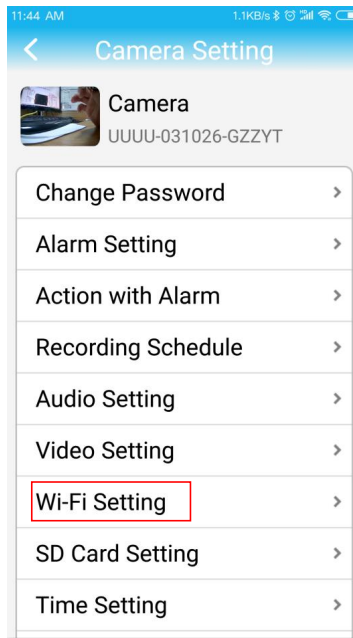 11:44 AM 1.1KB/s
Camera Setting
Camera
UUUU-031026-GZZYT
Change Password
Alarm Setting
Action with Alarm
Recording Schedule
Audio Setting
Video Setting
Wi-Fi Setting
SD Card Setting
Time Setting